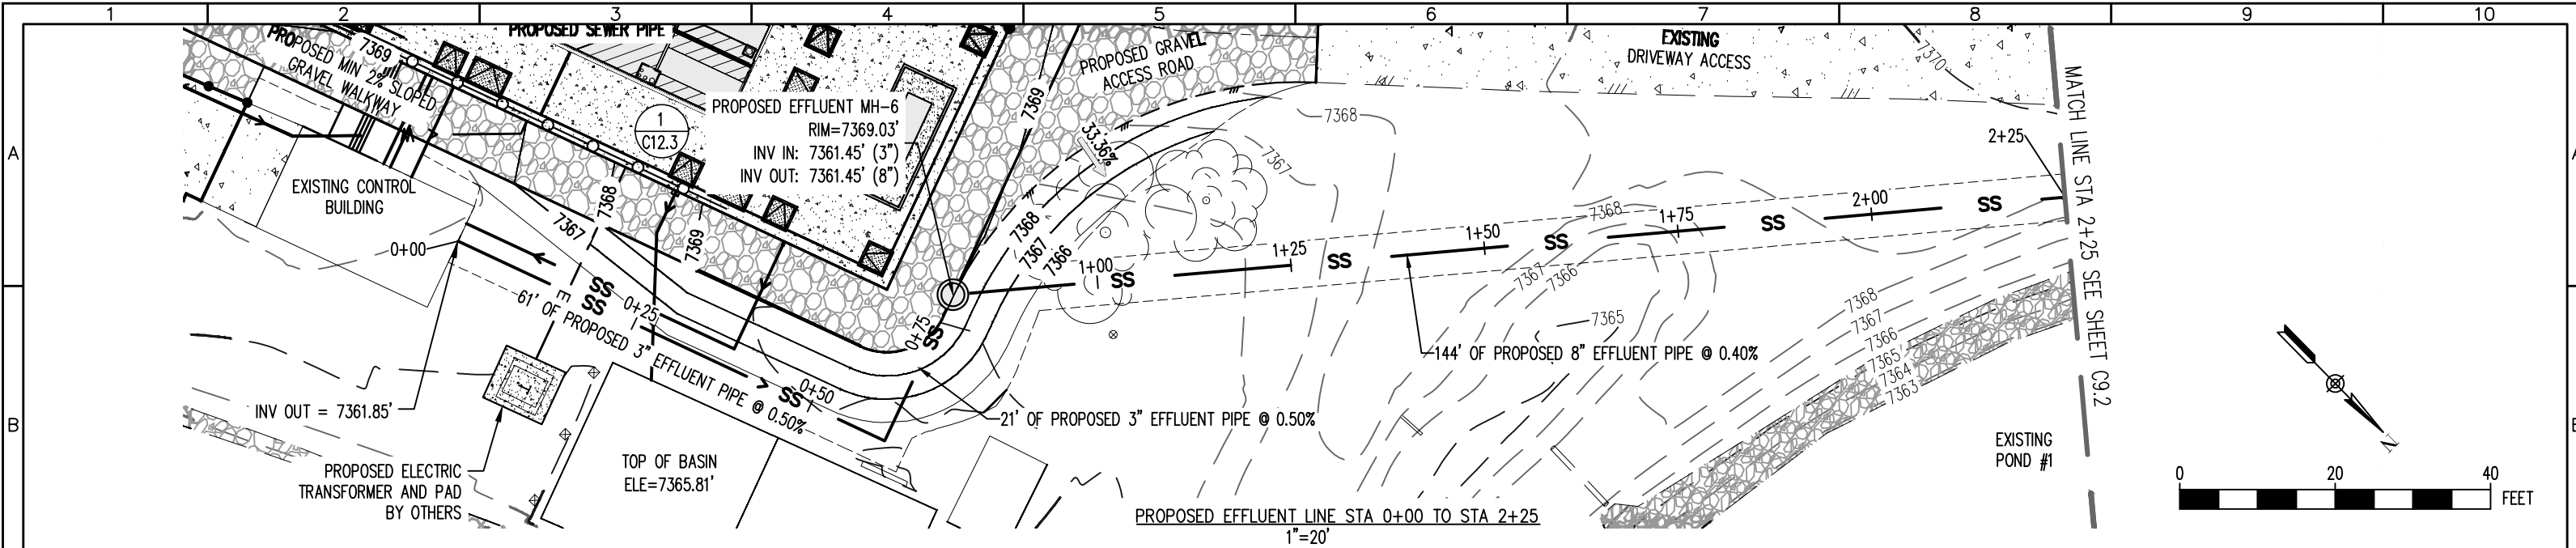 1 2 3 4 5 6 7 8 9 10
A
B
PROPOSED MIN 2% SLOPED
GRAVEL WALKWAY
7369
PROPOSED SEWER PIPE
1
C12.3
PROPOSED EFFLUENT MH-6
RIM=7369.03'
INV IN: 7361.45' (3")
INV OUT: 7361.45' (8")
PROPOSED GRAVEL
ACCESS ROAD
7369
33.36%
EXISTING
DRIVEWAY ACCESS
7370
7368
7367
2+25
MATCH LINE STA 2+25 SEE SHEET C9.2
EXISTING CONTROL
BUILDING
7367
7368
7369
7368
7367
7366
0+00
SS
SS
E
0+25
61' OF PROPOSED 3" EFFLUENT PIPE @ 0.50%
SS
0+50
0+75
SS
1+00
SS
1+25
SS
1+50
SS
1+75
SS
2+00
SS
7368
7367
7366
7365
7368
7367
7366
7365'
7364
7363
144' OF PROPOSED 8" EFFLUENT PIPE @ 0.40%
21' OF PROPOSED 3" EFFLUENT PIPE @ 0.50%
INV OUT = 7361.85'
T
PROPOSED ELECTRIC
TRANSFORMER AND PAD
BY OTHERS
TOP OF BASIN
ELE=7365.81'
EXISTING
POND #1
N
0 20 40
FEET
PROPOSED EFFLUENT LINE STA 0+00 TO STA 2+25
1"=20'